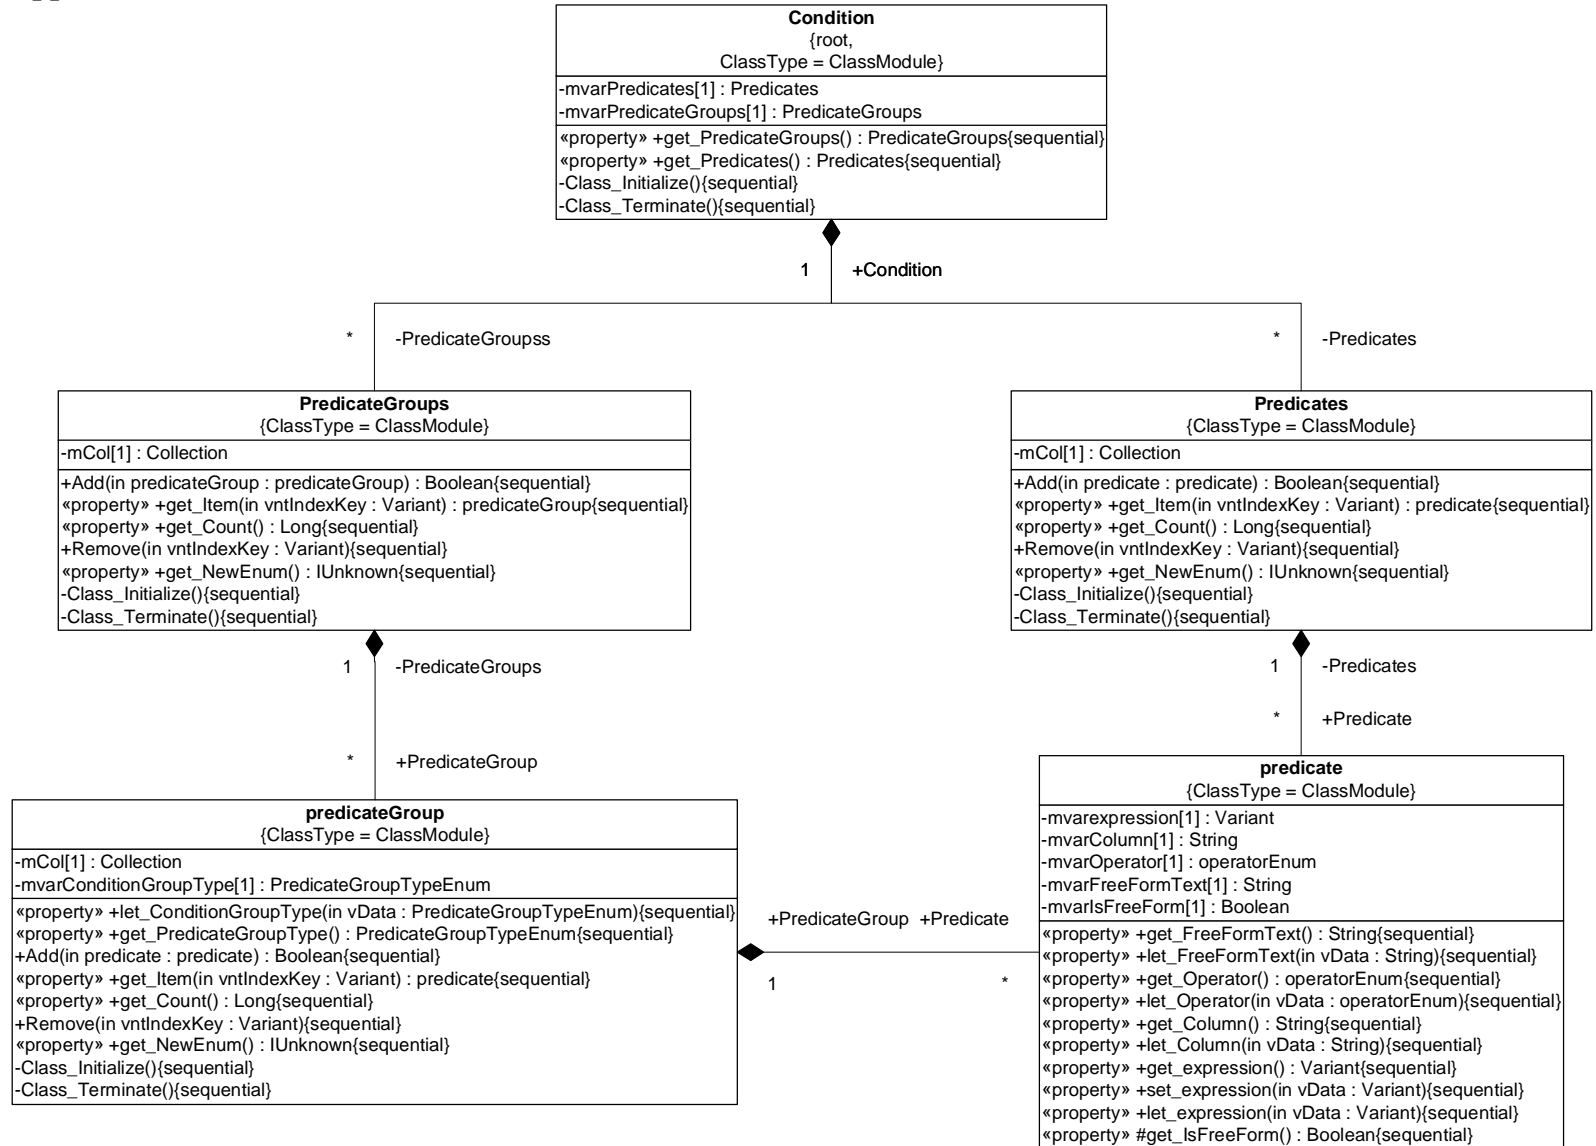 Condition
{root,
ClassType = ClassModule}
-mvarPredicates[1] : Predicates
-mvarPredicateGroups[1] : PredicateGroups
«property» +get_PredicateGroups() : PredicateGroups{sequential}
«property» +get_Predicates() : Predicates{sequential}
-Class_Initialize(){sequential}
-Class_Terminate(){sequential}
1 +Condition
* -PredicateGroupss
* -Predicates
PredicateGroups
{ClassType = ClassModule}
-mCol[1] : Collection
+Add(in predicateGroup : predicateGroup) : Boolean{sequential}
«property» +get_Item(in vntIndexKey : Variant) : predicateGroup{sequential}
«property» +get_Count() : Long{sequential}
+Remove(in vntIndexKey : Variant){sequential}
«property» +get_NewEnum() : IUnknown{sequential}
-Class_Initialize(){sequential}
-Class_Terminate(){sequential}
Predicates
{ClassType = ClassModule}
-mCol[1] : Collection
+Add(in predicate : predicate) : Boolean{sequential}
«property» +get_Item(in vntIndexKey : Variant) : predicate{sequential}
«property» +get_Count() : Long{sequential}
+Remove(in vntIndexKey : Variant){sequential}
«property» +get_NewEnum() : IUnknown{sequential}
-Class_Initialize(){sequential}
-Class_Terminate(){sequential}
1 -PredicateGroups
* +PredicateGroup
1 -Predicates
* +Predicate
predicateGroup
{ClassType = ClassModule}
-mCol[1] : Collection
-mvarConditionGroupType[1] : PredicateGroupTypeEnum
«property» +let_ConditionGroupType(in vData : PredicateGroupTypeEnum){sequential}
«property» +get_PredicateGroupType() : PredicateGroupTypeEnum{sequential}
+Add(in predicate : predicate) : Boolean{sequential}
«property» +get_Item(in vntIndexKey : Variant) : predicate{sequential}
«property» +get_Count() : Long{sequential}
+Remove(in vntIndexKey : Variant){sequential}
«property» +get_NewEnum() : IUnknown{sequential}
-Class_Initialize(){sequential}
-Class_Terminate(){sequential}
+PredicateGroup +Predicate
1 *
predicate
{ClassType = ClassModule}
-mvarexpression[1] : Variant
-mvarColumn[1] : String
-mvarOperator[1] : operatorEnum
-mvarFreeFormText[1] : String
-mvarIsFreeForm[1] : Boolean
«property» +get_FreeFormText() : String{sequential}
«property» +let_FreeFormText(in vData : String){sequential}
«property» +get_Operator() : operatorEnum{sequential}
«property» +let_Operator(in vData : operatorEnum){sequential}
«property» +get_Column() : String{sequential}
«property» +let_Column(in vData : String){sequential}
«property» +get_expression() : Variant{sequential}
«property» +set_expression(in vData : Variant){sequential}
«property» +let_expression(in vData : Variant){sequential}
«property» #get_IsFreeForm() : Boolean{sequential}